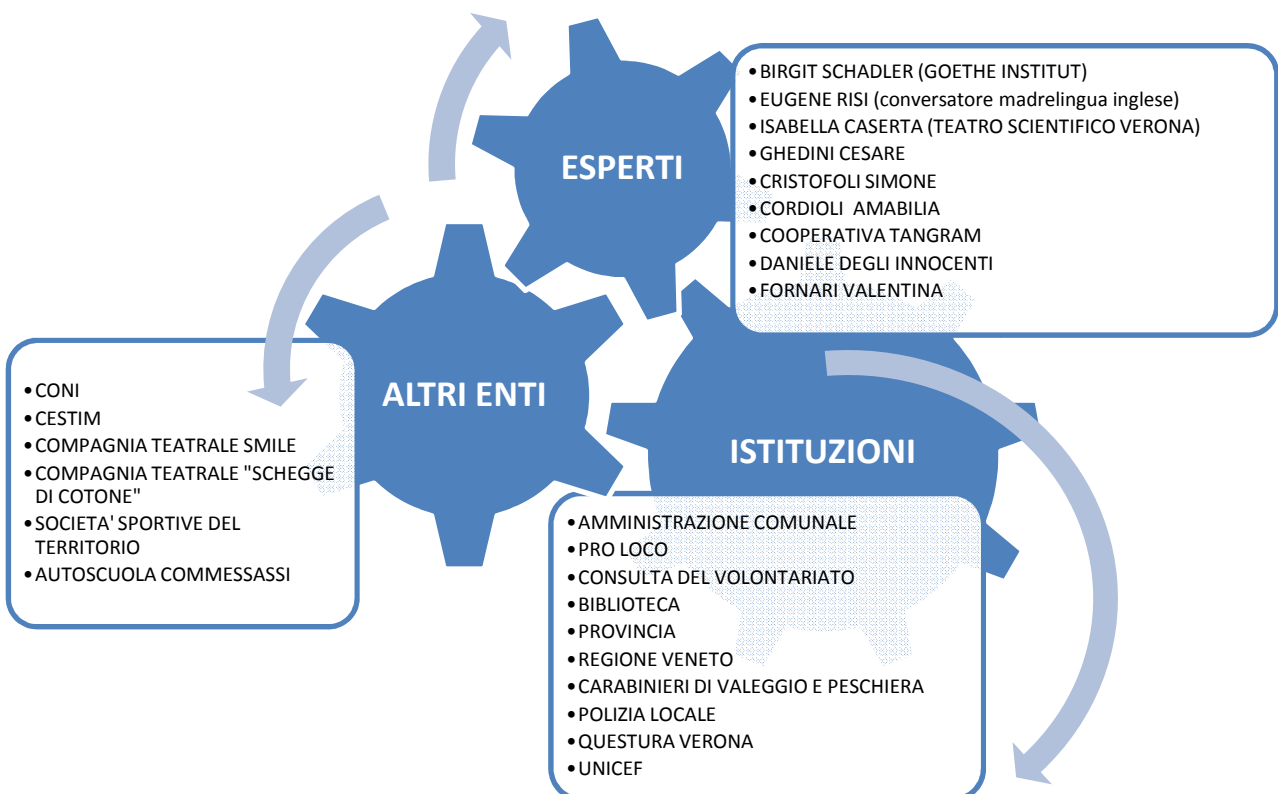 ESPERTI
•BIRGIT SCHADLER (GOETHE INSTITUT)
•EUGENE RISI (conversatore madrelingua inglese)
•ISABELLA CASERTA (TEATRO SCIENTIFICO VERONA)
•GHEDINI CESARE
•CRISTOFOLI SIMONE
•CORDIOLI  AMABILIA
•COOPERATIVA TANGRAM
•DANIELE DEGLI INNOCENTI
•FORNARI VALENTINA
ALTRI ENTI
•CONI
•CESTIM
•COMPAGNIA TEATRALE SMILE
•COMPAGNIA TEATRALE "SCHEGGE
DI COTONE"
•SOCIETA' SPORTIVE DEL
TERRITORIO
•AUTOSCUOLA COMMESSASSI
ISTITUZIONI
•AMMINISTRAZIONE COMUNALE
•PRO LOCO
•CONSULTA DEL VOLONTARIATO
•BIBLIOTECA
•PROVINCIA
•REGIONE VENETO
•CARABINIERI DI VALEGGIO E PESCHIERA
•POLIZIA LOCALE
•QUESTURA VERONA
•UNICEF